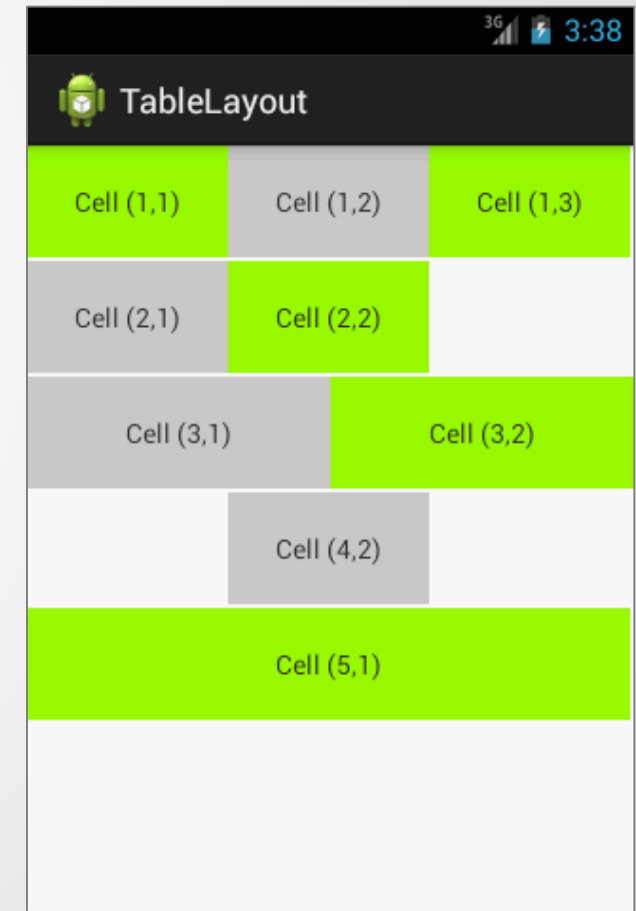 3G 3:38
TableLayout
Cell (1,1) Cell (1,2) Cell (1,3)
Cell (2,1) Cell (2,2)
Cell (3,1) Cell (3,2)
Cell (4,2)
Cell (5,1)